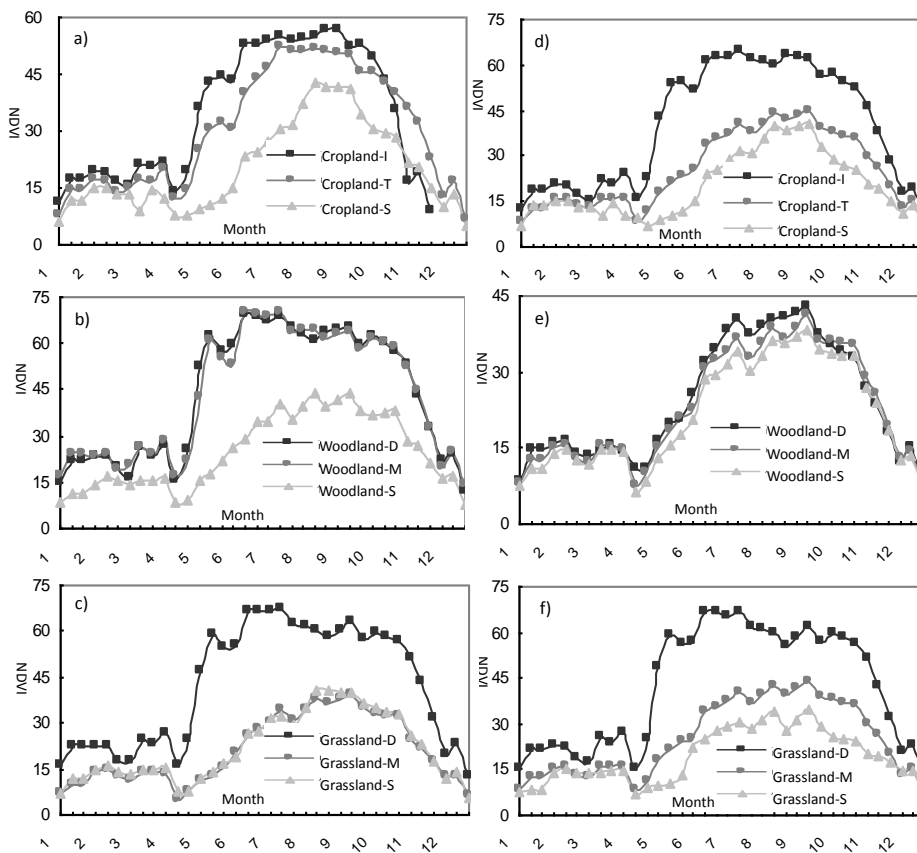 a)
60
45
30
15
0
NDVI
Cropland-I
Cropland-T
Cropland-S
Month
1 2 3 4 5 6 7 8 9 10 11 12
d)
75
60
45
30
15
0
NDVI
Cropland-I
Cropland-T
Cropland-S
Month
1 2 3 4 5 6 7 8 9 10 11 12
b)
75
60
45
30
15
0
NDVI
Woodland-D
Woodland-M
Woodland-S
Month
1 2 3 4 5 6 7 8 9 10 11 12
e)
45
30
15
0
NDVI
Woodland-D
Woodland-M
Woodland-S
Month
1 2 3 4 5 6 7 8 9 10 11 12
c)
75
60
45
30
15
0
NDVI
Grassland-D
Grassland-M
Grassland-S
Month
1 2 3 4 5 6 7 8 9 10 11 12
f)
75
60
45
30
15
0
NDVI
Grassland-D
Grassland-M
Grassland-S
Month
1 2 3 4 5 6 7 8 9 10 11 12